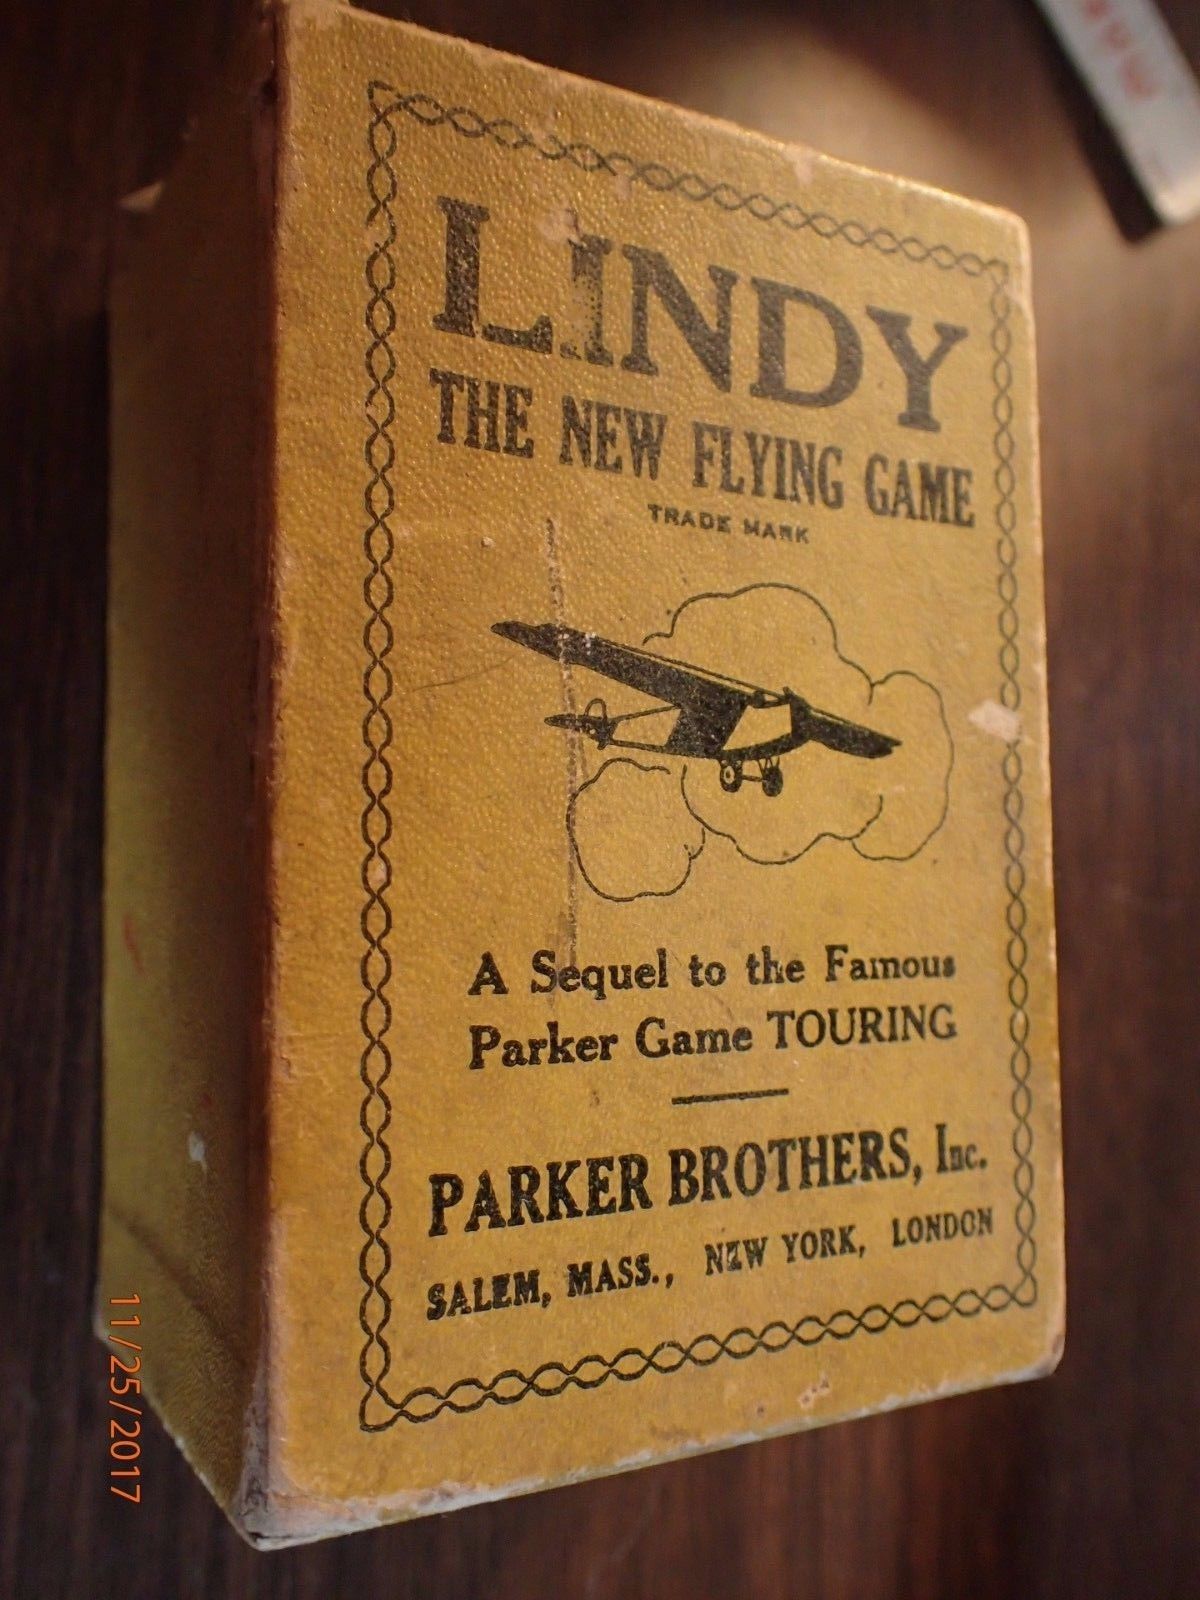 LINDY
THE NEW FLYING GAME
TRADE MARK
A Sequel to the Famous
Parker Game TOURING
PARKER BROTHERS, Inc.
SALEM, MASS., NEW YORK, LONDON
11/25/2017